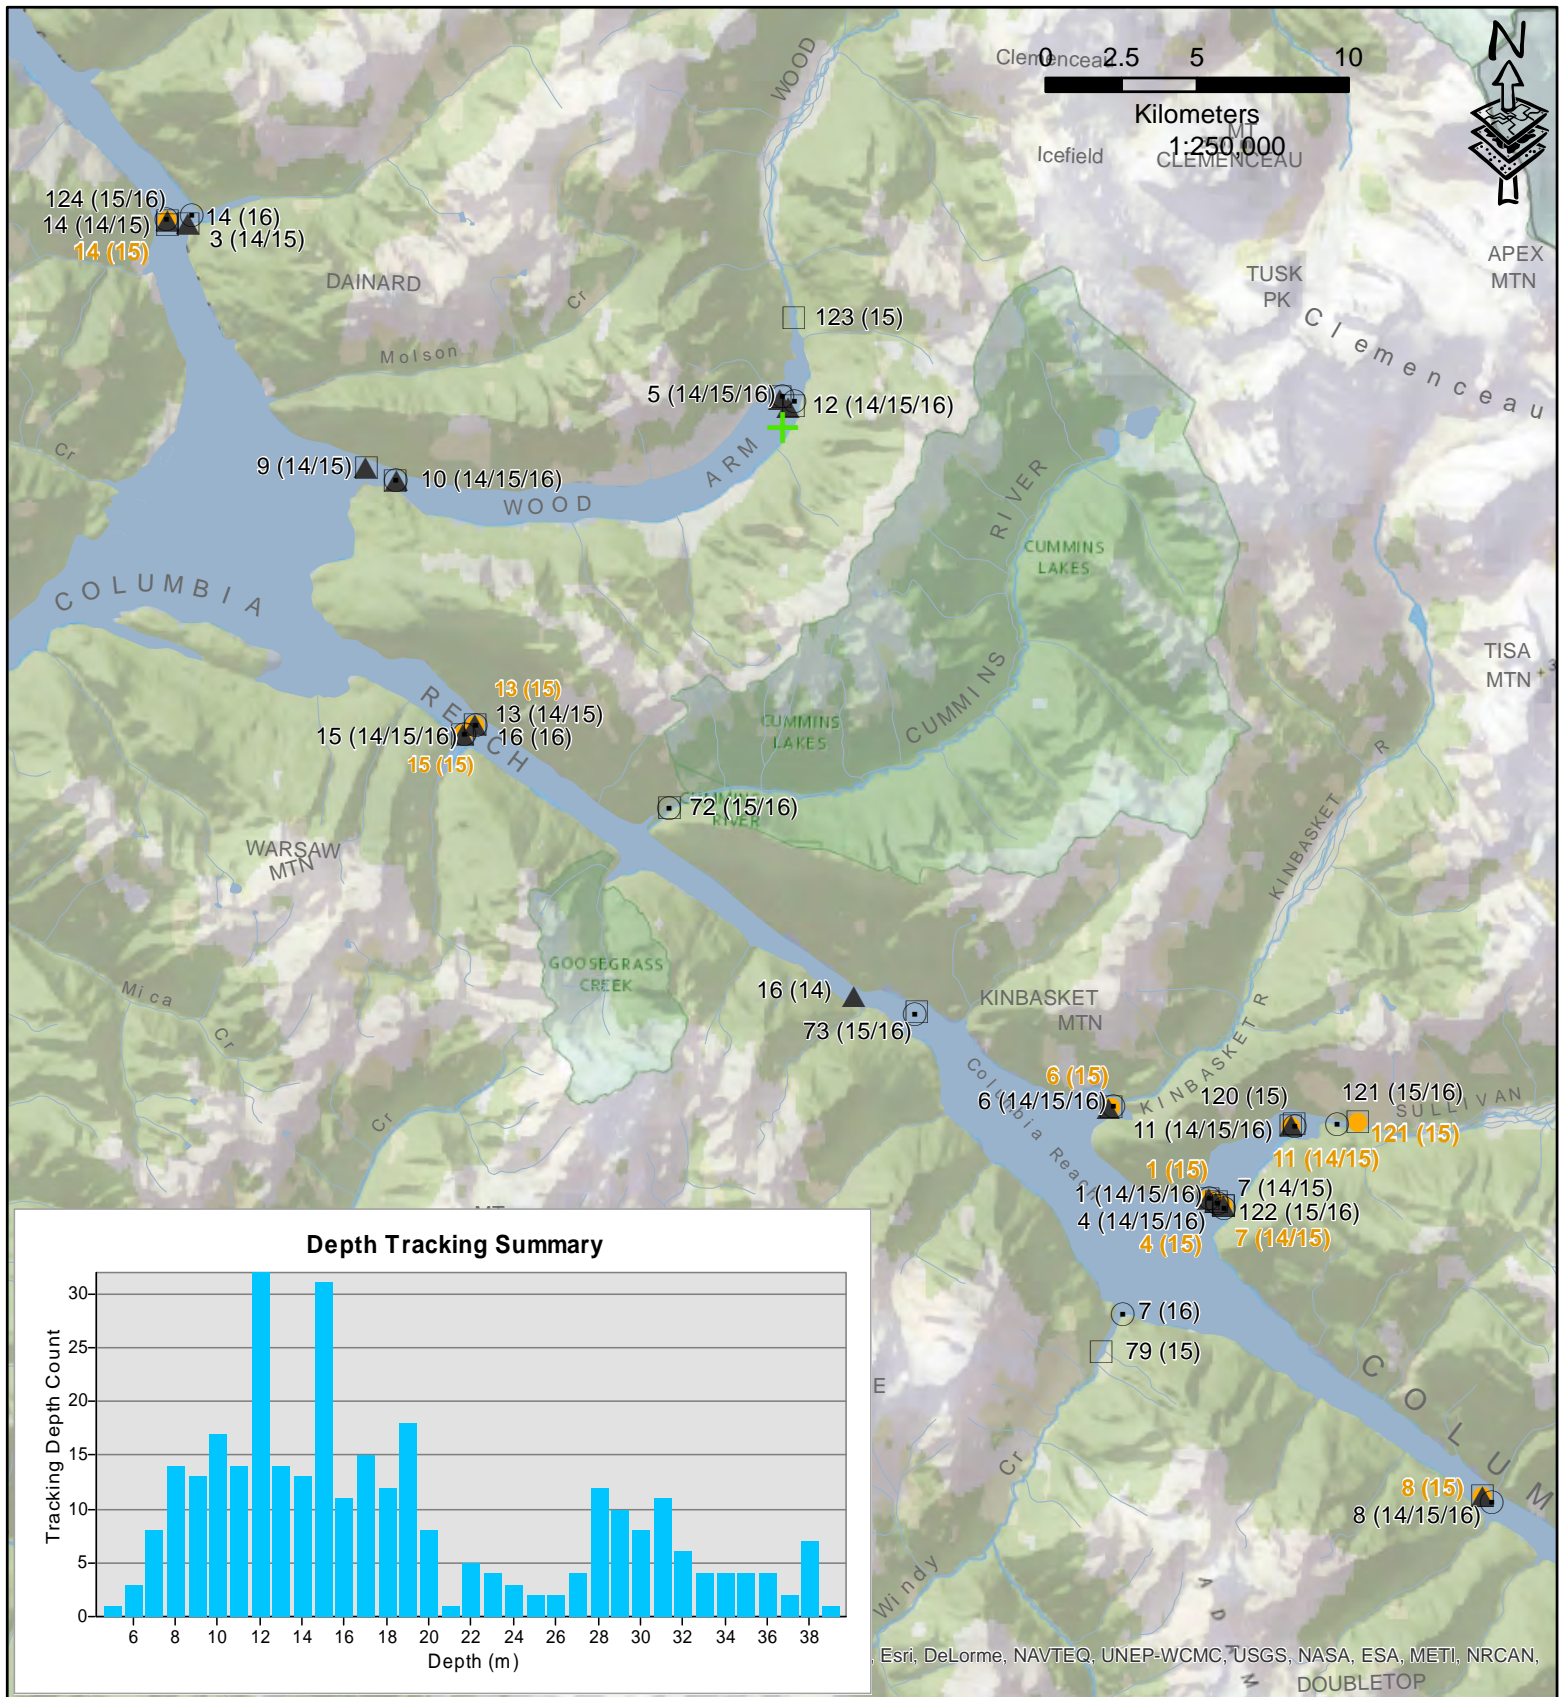 WOOD
Clemenceau
0 2.5 5 10
Kilometers
1:250,000
N
Icefield
MT
CLEMENCEAU
124 (15/16)
14 (14/15)
14 (15)
14 (16)
3 (14/15)
DAINARD
Cr
Molson
TUSK
PK
APEX
MTN
Clemenceau
123 (15)
5 (14/15/16)
12 (14/15/16)
Cr
9 (14/15)
10 (14/15/16)
WOOD
ARM
COLUMBIA
REACH
RIVER
CUMMINS
LAKES
CUMMINS
CUMMINS
LAKES
TISA
MTN
3
13 (15)
13 (14/15)
16 (16)
15 (14/15/16)
15 (15)
72 (15/16)
CUMMINS
RIVER
WARSAW
MTN
KINBASKET
R
GOOSEGRASS
CREEK
Mica
Cr
Cr
16 (14)
73 (15/16)
KINBASKET
MTN
Columbia Reach
KINBASKET R
6 (15)
6 (14/15/16)
120 (15)
11 (14/15/16)
11 (14/15)
121 (15/16)
SULLIVAN
121 (15)
1 (15)
1 (14/15/16)
4 (14/15/16)
4 (15)
7 (14/15)
122 (15/16)
7 (14/15)
7 (16)
79 (15)
MT
E
Cr
Windy
COLUM
8 (15)
8 (14/15/16)
A D A M
Depth Tracking Summary
Tracking Depth Count
30
25
20
15
10
5
0
6 8 10 12 14 16 18 20 22 24 26 28 30 32 34 36 38
Depth (m)
, Esri, DeLorme, NAVTEQ, UNEP-WCMC, USGS, NASA, ESA, METI, NRCAN,
DOUBLETOP